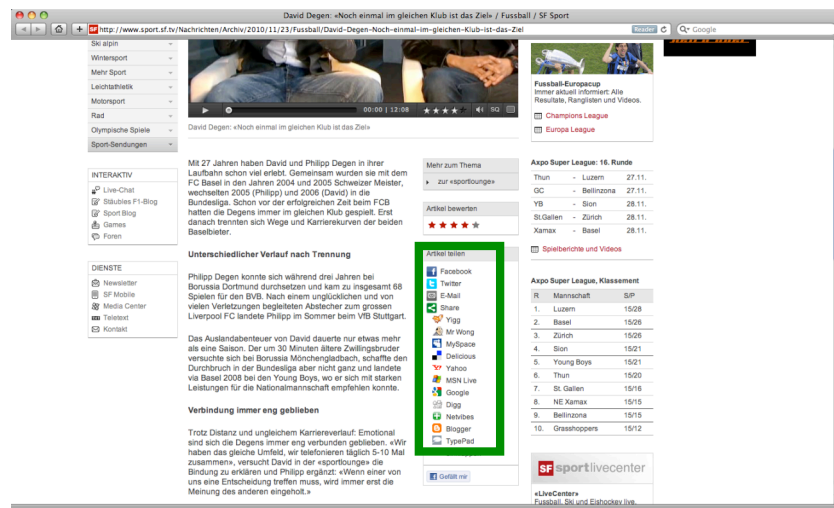 David Degen: «Noch einmal im gleichen Klub ist das Ziel» / Fussball / SF Sport
http://www.sport.sf.tv/Nachrichten/Archiv/2010/11/23/Fussball/David-Degen-Noch-einmal-im-gleichen-Klub-ist-das-Ziel
Reader
Google
Ski alpin
Wintersport
Mehr Sport
Leichtathletik
Motorsport
Rad
Olympische Spiele
Sport-Sendungen
INTERAKTIV
Live-Chat
Stäubles F1-Blog
Sport Blog
Games
Foren
DIENSTE
Newsletter
SF Mobile
Media Center
Teletext
Kontakt
00:00 | 12:08
SQ
David Degen: «Noch einmal im gleichen Klub ist das Ziel»
Mit 27 Jahren haben David und Philipp Degen in ihrer
Laufbahn schon viel erlebt. Gemeinsam wurden sie mit dem
FC Basel in den Jahren 2004 und 2005 Schweizer Meister,
wechselten 2005 (Philipp) und 2006 (David) in die
Bundesliga. Schon vor der erfolgreichen Zeit beim FCB
hatten die Degens immer im gleichen Klub gespielt. Erst
danach trennten sich Wege und Karrierekurven der beiden
Baselbieter.
Unterschiedlicher Verlauf nach Trennung
Philipp Degen konnte sich während drei Jahren bei
Borussia Dortmund durchsetzen und kam zu insgesamt 68
Spielen für den BVB. Nach einem unglücklichen und von
vielen Verletzungen begleiteten Abstecher zum grossen
Liverpool FC landete Philipp im Sommer beim VfB Stuttgart.
Das Auslandabenteuer von David dauerte nur etwas mehr
als eine Saison. Der um 30 Minuten ältere Zwillingsbruder
versuchte sich bei Borussia Mönchengladbach, schaffte den
Durchbruch in der Bundesliga aber nicht ganz und landete
via Basel 2008 bei den Young Boys, wo er sich mit starken
Leistungen für die Nationalmannschaft empfehlen konnte.
Verbindung immer eng geblieben
Trotz Distanz und ungleichem Karriereverlauf: Emotional
sind sich die Degens immer eng verbunden geblieben. «Wir
haben das gleiche Umfeld, wir telefonieren täglich 5-10 Mal
zusammen», versucht David in der «sportlounge» die
Bindung zu erklären und Philipp ergänzt: «Wenn einer von
uns eine Entscheidung treffen muss, wird immer erst die
Meinung des anderen eingeholt.»
Mehr zum Thema
zur «sportlounge»
Artikel bewerten
Artikel teilen
Facebook
Twitter
E-Mail
Share
Yigg
Mr Wong
MySpace
Delicious
Yahoo
MSN Live
Google
Digg
Netvibes
Blogger
TypePad
Gefällt mir
Fussball-Europacup
Immer aktuell informiert: Alle
Resultate, Ranglisten und Videos.
Champions League
Europa League
Axpo Super League: 16. Runde
Thun - Luzern 27.11.
GC - Bellinzona 27.11.
YB - Sion 28.11.
St.Gallen - Zürich 28.11.
Xamax - Basel 28.11.
Spielberichte und Videos
Axpo Super League, Klassement
R Mannschaft S/P
1. Luzern 15/28
2. Basel 15/26
3. Zürich 15/26
4. Sion 15/21
5. Young Boys 15/21
6. Thun 15/20
7. St. Gallen 15/16
8. NE Xamax 15/15
9. Bellinzona 15/15
10. Grasshoppers 15/12
SF sportlivecenter
«LiveCenter»
Fussball, Ski und Eishockey live.